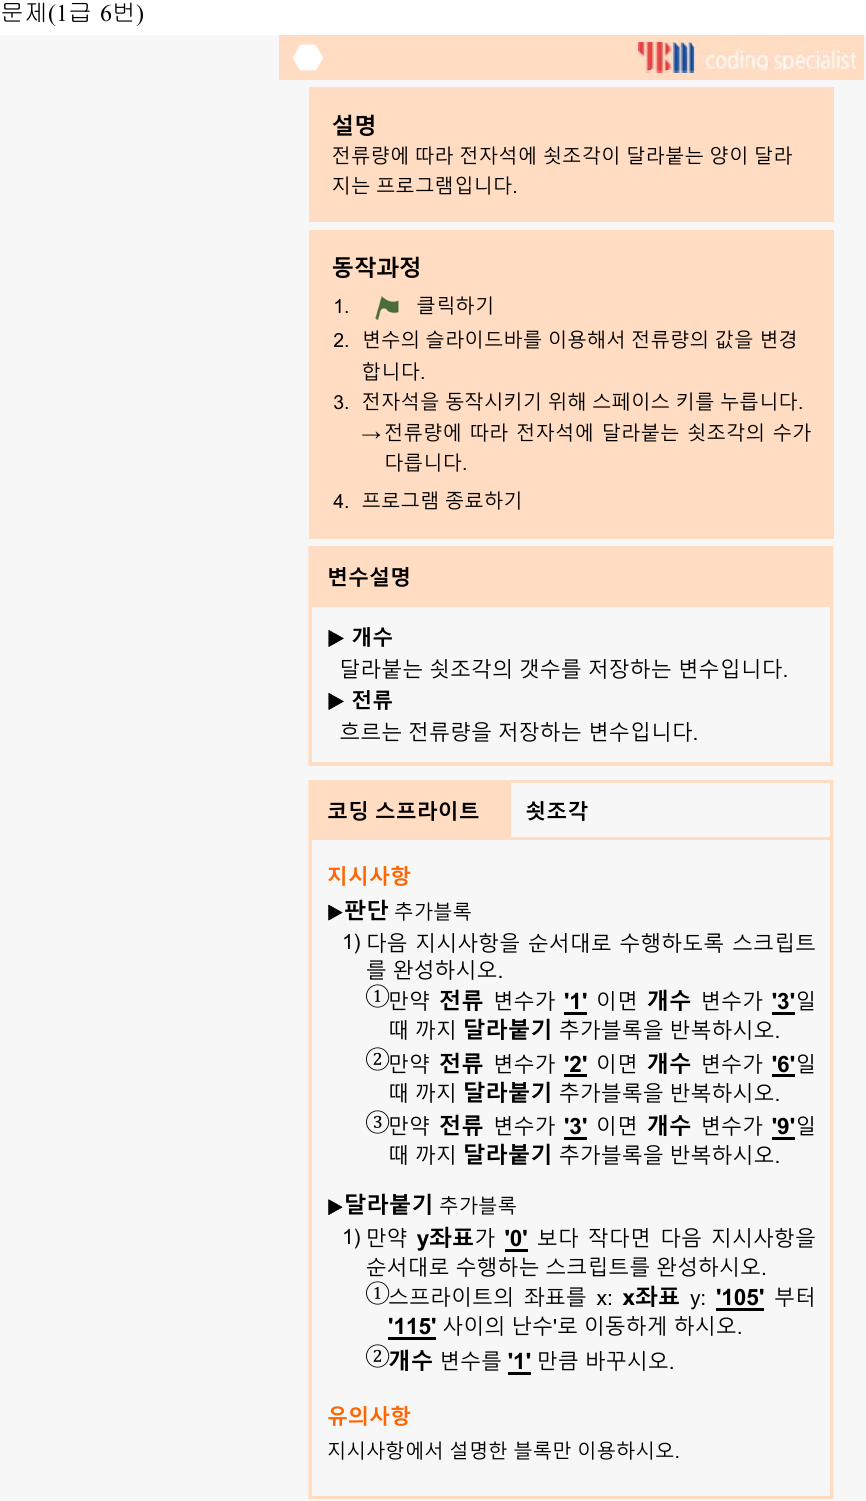 문제(1급 6번)
YBM coding specialist
설명
전류량에 따라 전자석에 쇳조각이 달라붙는 양이 달라
지는 프로그램입니다.
동작과정
1. 클릭하기
2. 변수의 슬라이드바를 이용해서 전류량의 값을 변경
합니다.
3. 전자석을 동작시키기 위해 스페이스 키를 누릅니다.
→전류량에 따라 전자석에 달라붙는 쇳조각의 수가
다릅니다.
4. 프로그램 종료하기
변수설명
▶ 개수
달라붙는 쇳조각의 갯수를 저장하는 변수입니다.
▶ 전류
흐르는 전류량을 저장하는 변수입니다.
코딩 스프라이트 쇳조각
지시사항
▶판단 추가블록
1) 다음 지시사항을 순서대로 수행하도록 스크립트
를 완성하시오.
①만약 전류 변수가 '1' 이면 개수 변수가 '3'일
때 까지 달라붙기 추가블록을 반복하시오.
②만약 전류 변수가 '2' 이면 개수 변수가 '6'일
때 까지 달라붙기 추가블록을 반복하시오.
③만약 전류 변수가 '3' 이면 개수 변수가 '9'일
때 까지 달라붙기 추가블록을 반복하시오.
▶달라붙기 추가블록
1) 만약 y좌표가 '0' 보다 작다면 다음 지시사항을
순서대로 수행하는 스크립트를 완성하시오.
①스프라이트의 좌표를 x: x좌표 y: '105' 부터
'115' 사이의 난수'로 이동하게 하시오.
②개수 변수를 '1' 만큼 바꾸시오.
유의사항
지시사항에서 설명한 블록만 이용하시오.